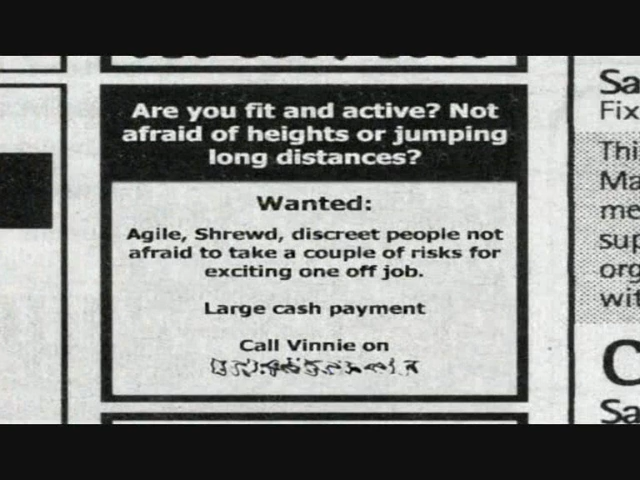 Are you fit and active? Not
afraid of heights or jumping
long distances?
Wanted:
Agile, Shrewd, discreet people not
afraid to take a couple of risks for
exciting one off job.
Large cash payment
Call Vinnie on
Sa
Fix
Thi
Ma
me
sup
org
wit
C
Sa